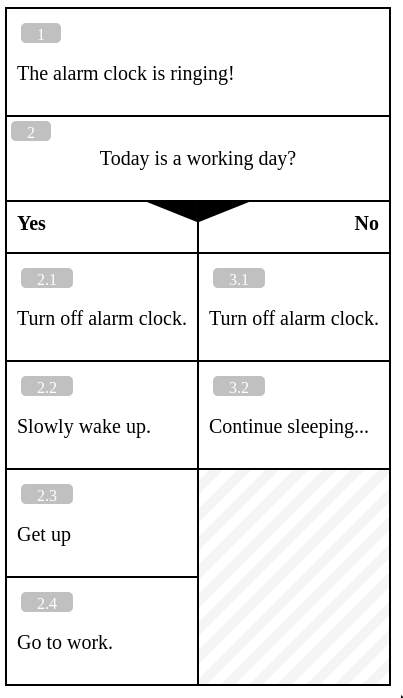 1
The alarm clock is ringing!
2
Today is a working day?
Yes
No
2.1
Turn off alarm clock.
3.1
Turn off alarm clock.
2.2
Slowly wake up.
3.2
Continue sleeping...
2.3
Get up
2.4
Go to work.